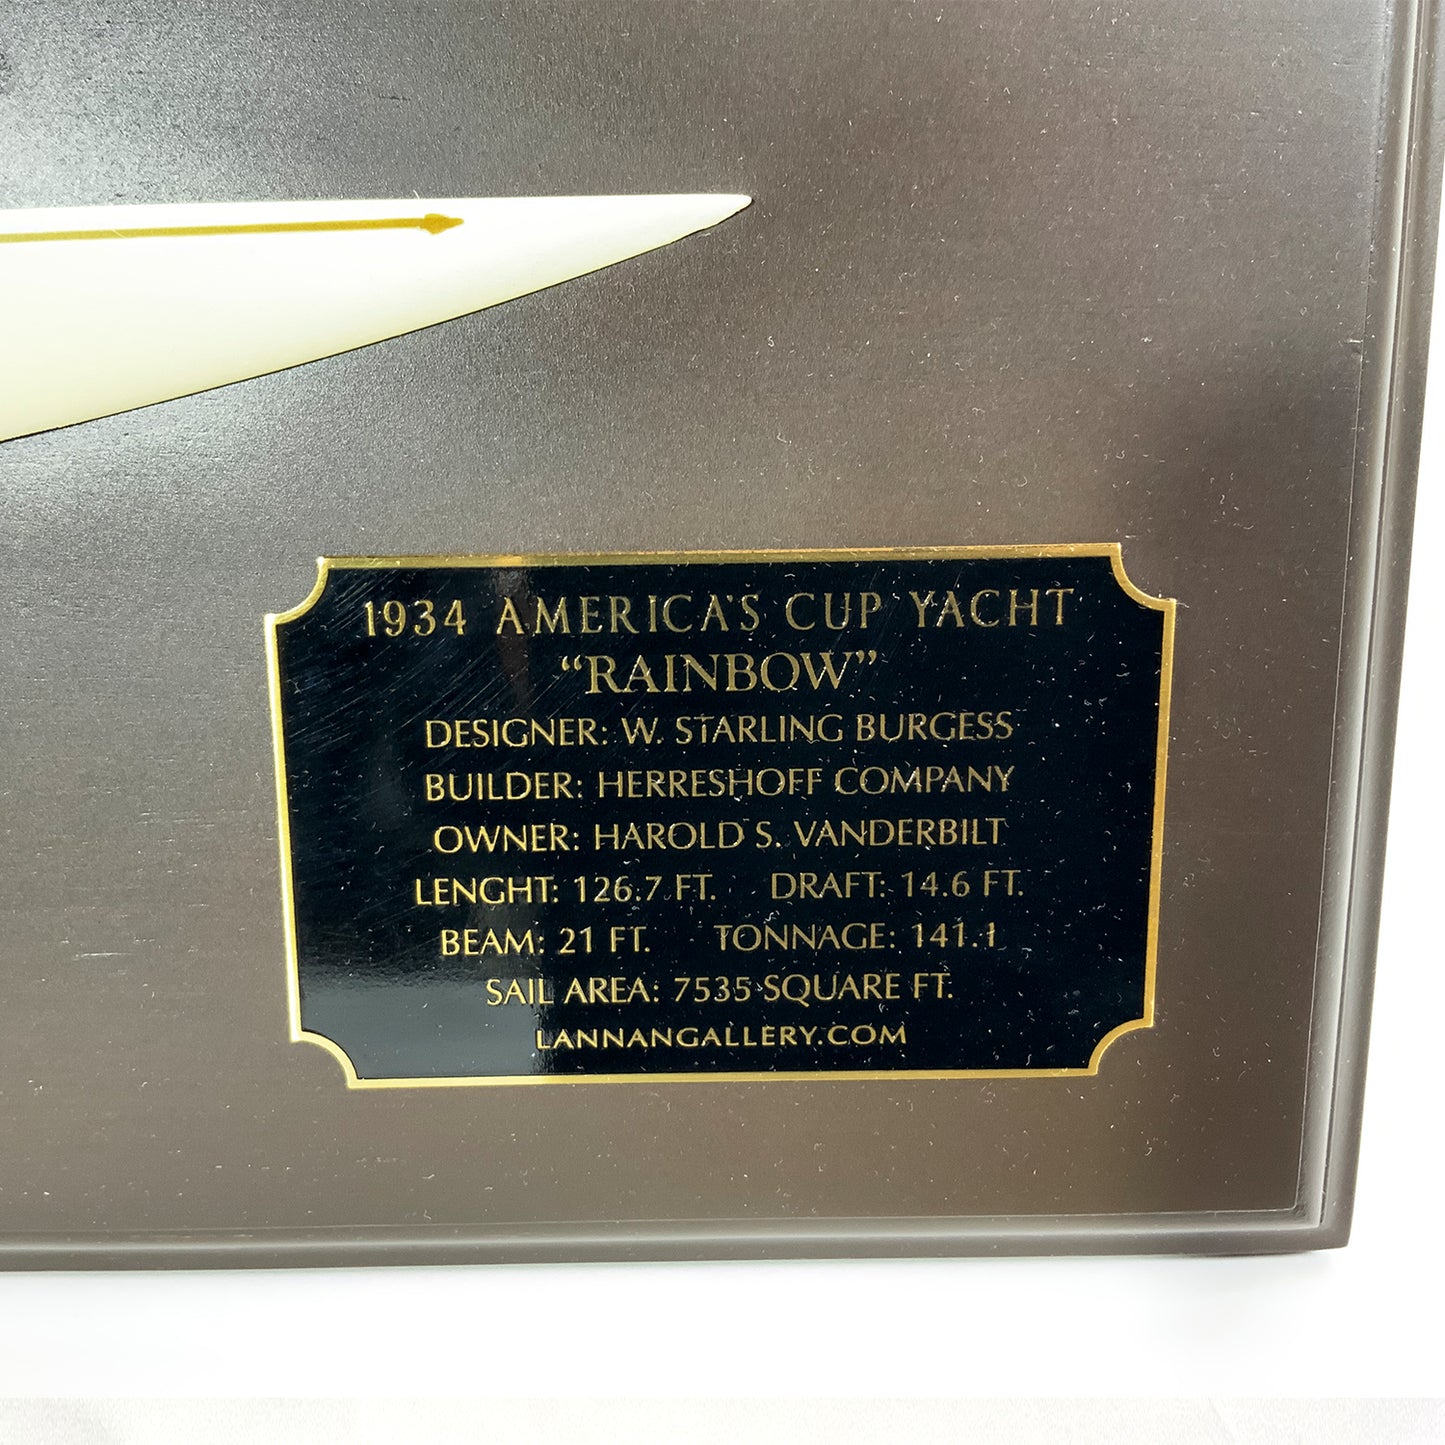 1934 AMERICA'S CUP YACHT
“RAINBOW”
DESIGNER: W. STARLING BURGESS
BUILDER: HERRESHOFF COMPANY
OWNER: HAROLD S. VANDERBILT
LENGHT: 126.7 FT. DRAFT: 14.6 FT.
BEAM: 21 FT. TONNAGE: 141.1
SAIL AREA: 7535 SQUARE FT.
LANNANGALLERY.COM